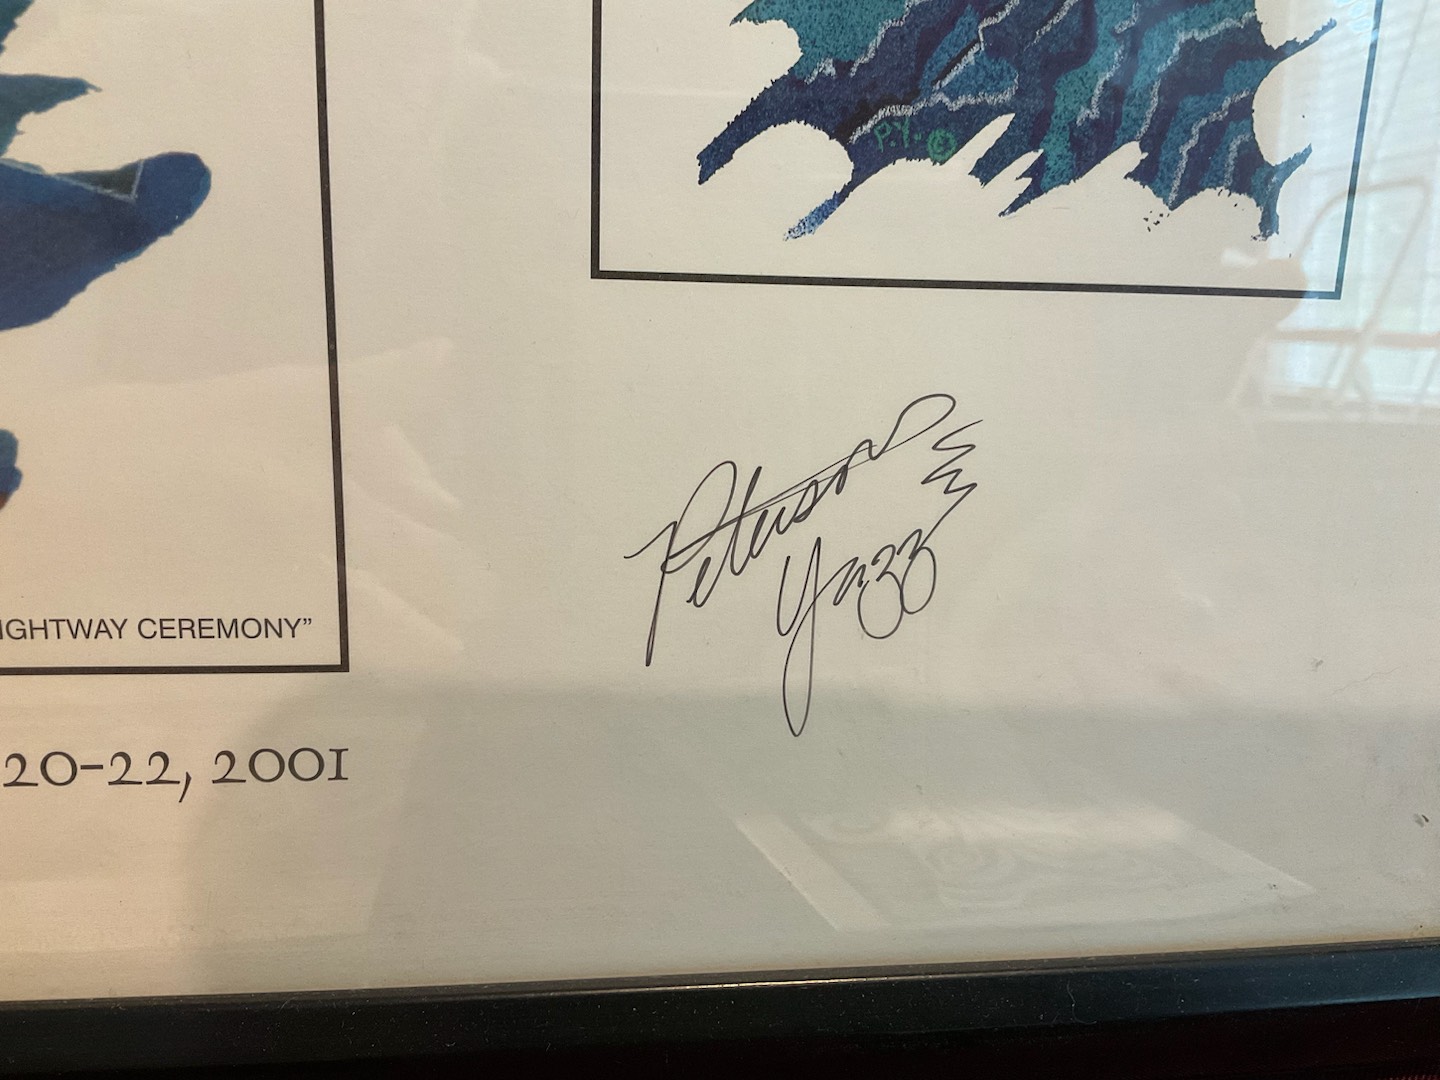 P.Y. ©
Peterson
Yazz
IGHTWAY CEREMONY”
20-22, 2001